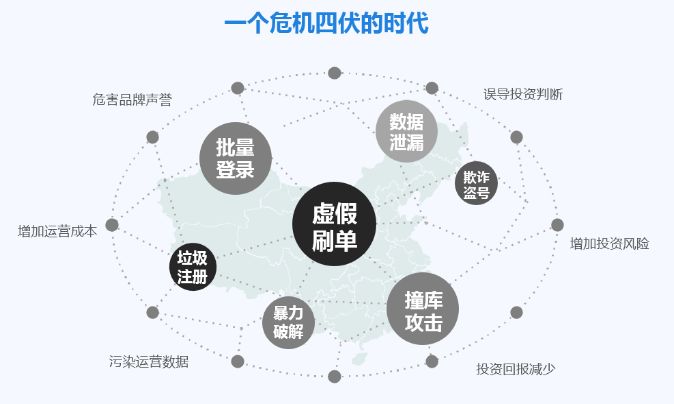 一个危机四伏的时代
危害品牌声誉
误导投资判断
数据
泄漏
批量
登录
欺诈
盗号
虚假
刷单
增加运营成本
增加投资风险
垃圾
注册
撞库
攻击
暴力
破解
污染运营数据
投资回报减少